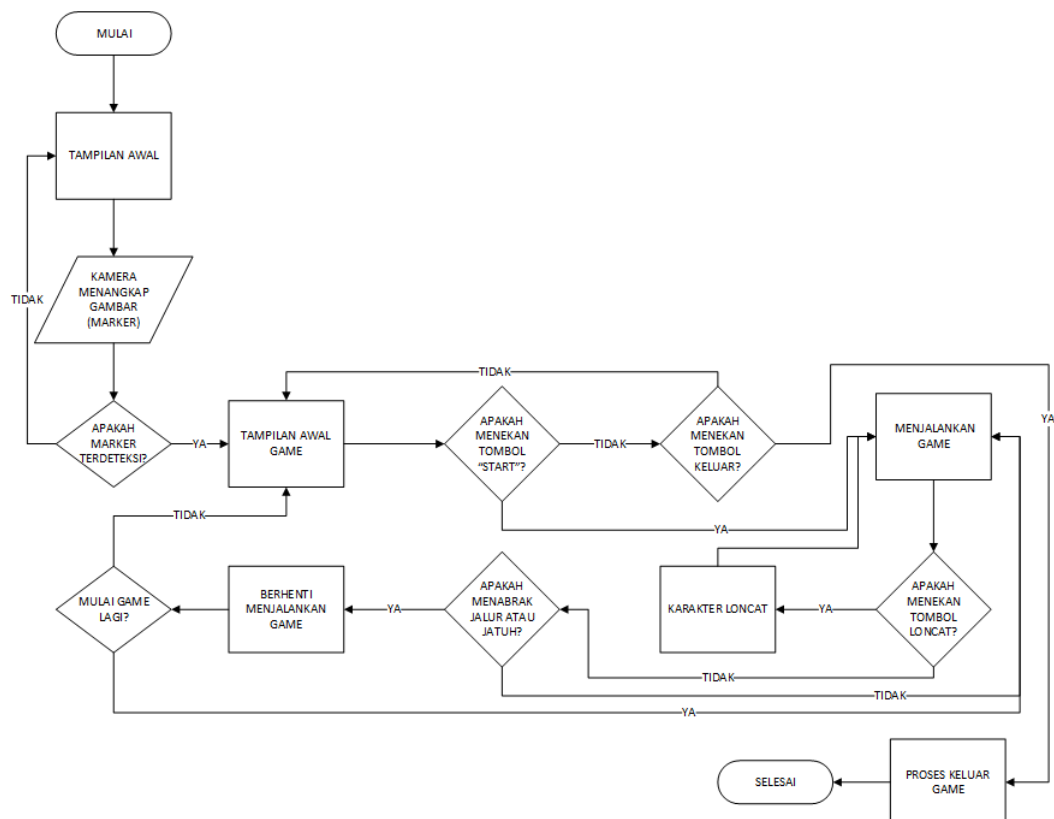 MULAI
TAMPILAN AWAL
KAMERA
MENANGKAP
GAMBAR
(MARKER)
TIDAK
APAKAH
MARKER
TERDETEKSI?
YA
TAMPILAN AWAL
GAME
TIDAK
APAKAH
MENEKAN
TOMBOL
“START”?
TIDAK
APAKAH
MENEKAN
TOMBOL
KELUAR?
YA
MENJALANKAN
GAME
YA
TIDAK
MULAI GAME
LAGI?
BERHENTI
MENJALANKAN
GAME
YA
APAKAH
MENABRAK
JALUR ATAU
JATUH?
KARAKTER LONCAT
YA
APAKAH
MENEKAN
TOMBOL
LONCAT?
TIDAK
TIDAK
YA
SELESAI
PROSES KELUAR
GAME